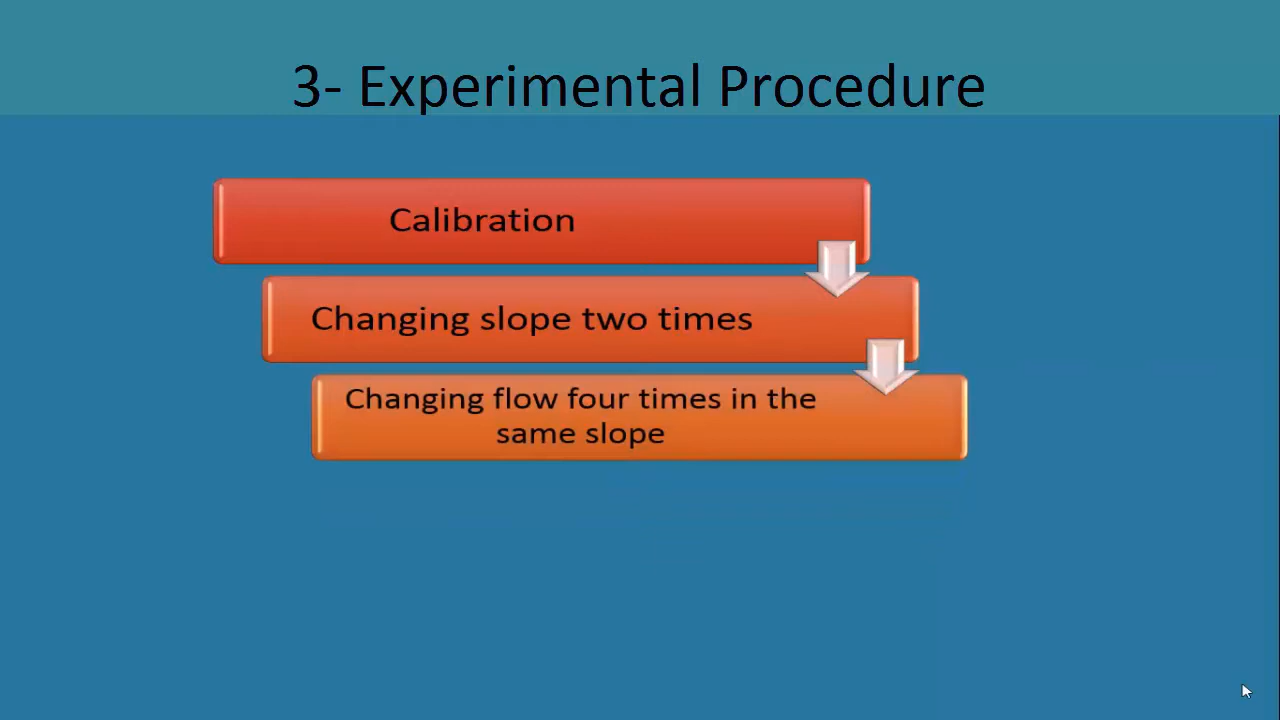 3- Experimental Procedure
Calibration
Changing slope two times
Changing flow four times in the
same slope